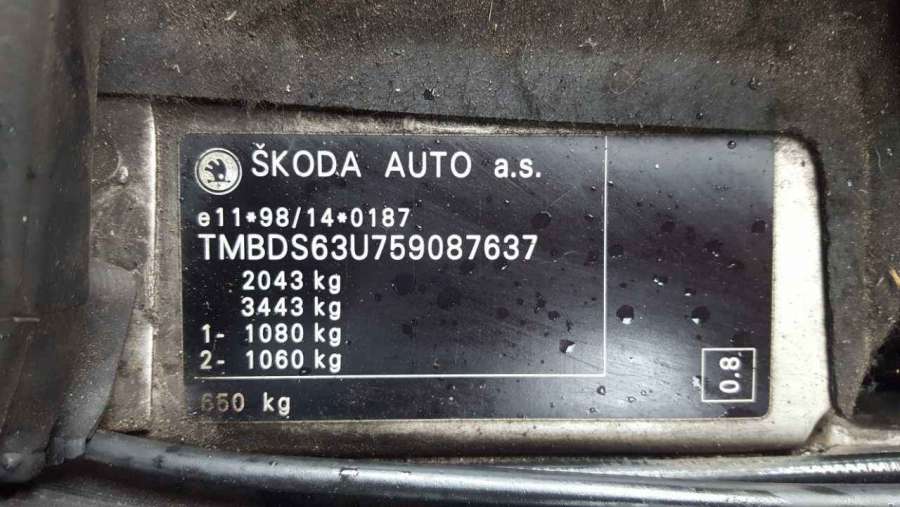 ŠKODA AUTO a.s.
e11*98/14*0187
TMBDS63U759087637
2043 kg
3443 kg
1- 1080 kg
2- 1060 kg
650 kg
0.8